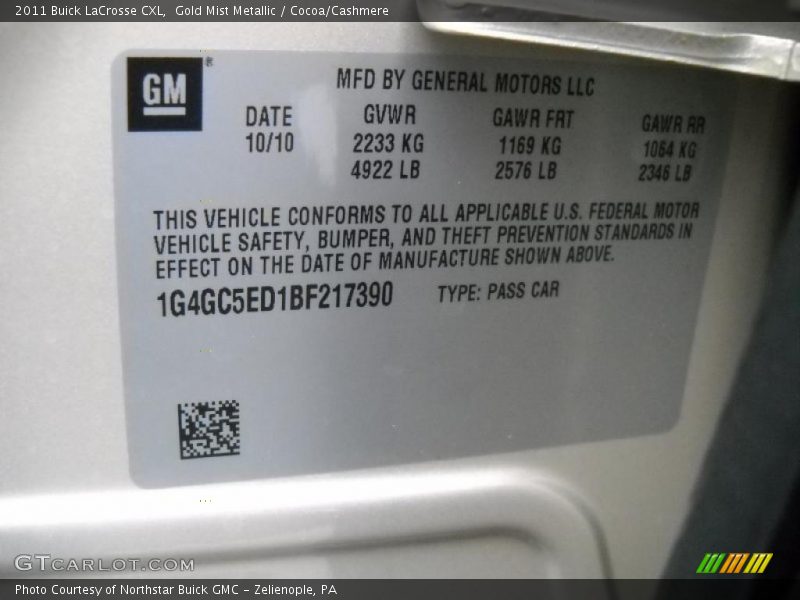 2011 Buick LaCrosse CXL,  Gold Mist Metallic / Cocoa/Cashmere
GM®
MFD BY GENERAL MOTORS LLC
DATE GVWR GAWR FRT GAWR RR
10/10 2233 KG 1169 KG 1064 KG
4922 LB 2576 LB 2346 LB
THIS VEHICLE CONFORMS TO ALL APPLICABLE U.S. FEDERAL MOTOR
VEHICLE SAFETY, BUMPER, AND THEFT PREVENTION STANDARDS IN
EFFECT ON THE DATE OF MANUFACTURE SHOWN ABOVE.
1G4GC5ED1BF217390 TYPE: PASS CAR
GTCARLOT.COM
Photo Courtesy of Northstar Buick GMC – Zelienople, PA